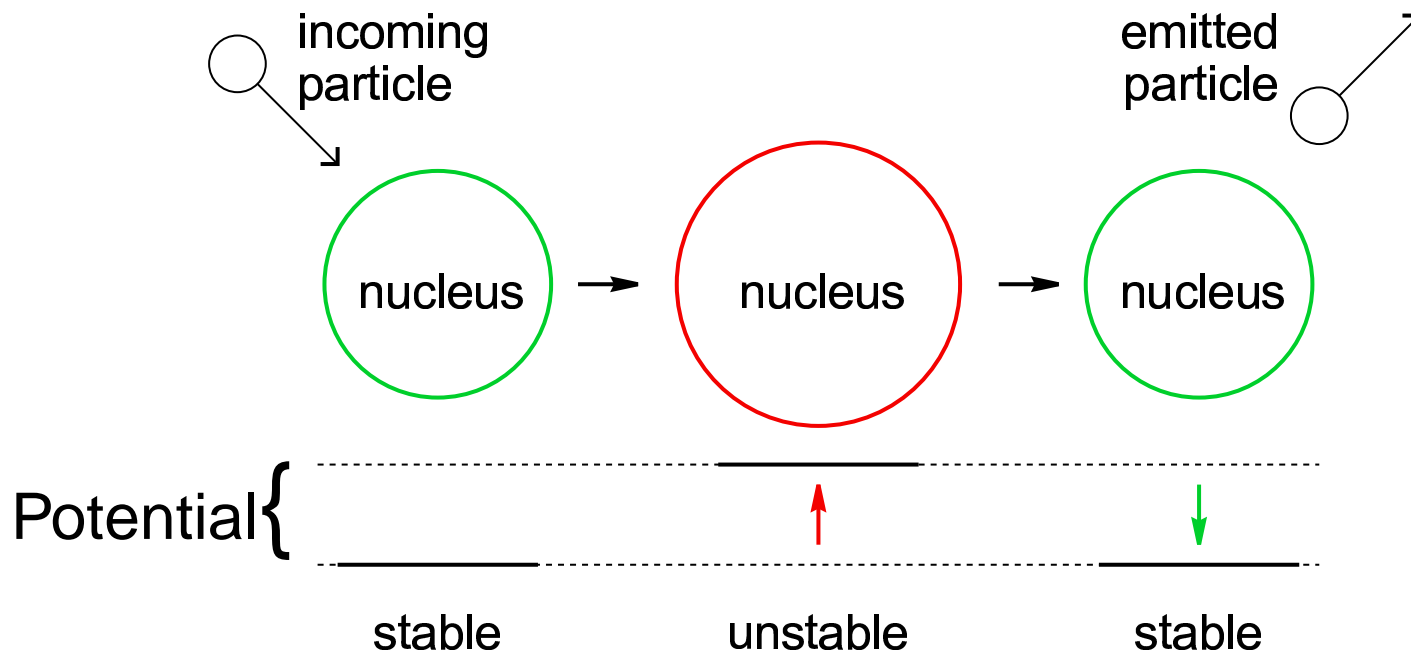 incoming
particle
emitted
particle
nucleus
nucleus
nucleus
Potential{
stable
unstable
stable